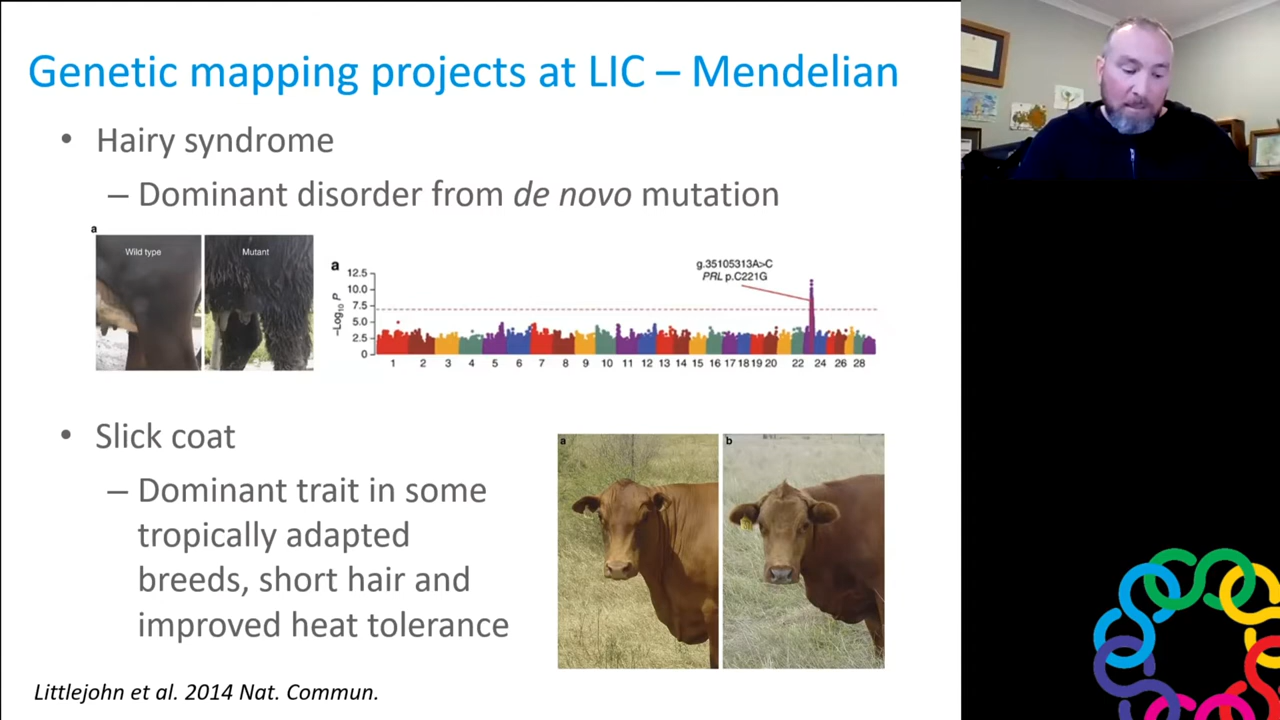 Genetic mapping projects at LIC – Mendelian
• Hairy syndrome
– Dominant disorder from de novo mutation
a
Wild type
Mutant
a
g.35105313A>C
PRL p.C221G
–Log10 P
12.5
10.0
7.5
5.0
2.5
0
1 2 3 4 5 6 7 8 9 10 11 12 13 14 15 16 17 18 19 20 22 24 26 28
• Slick coat
– Dominant trait in some
tropically adapted
breeds, short hair and
improved heat tolerance
a
b
Littlejohn et al. 2014 Nat. Commun.